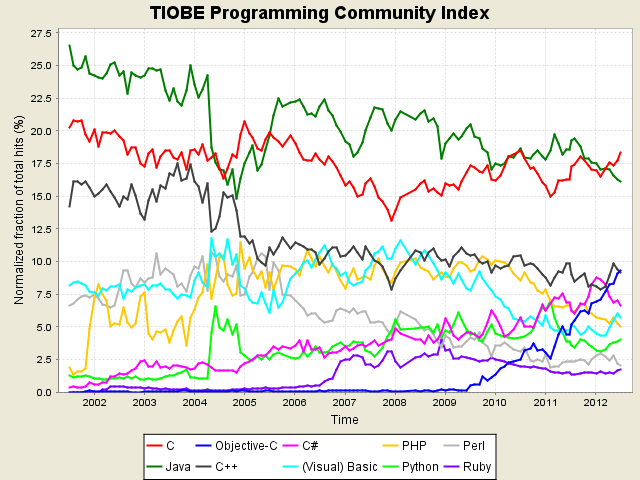 TIOBE Programming Community Index
Normalized fraction of total hits (%)
27.5
25.0
22.5
20.0
17.5
15.0
12.5
10.0
7.5
5.0
2.5
0.0
2002 2003 2004 2005 2006 2007 2008 2009 2010 2011 2012
Time
C Objective-C C# PHP Perl
Java C++ (Visual) Basic Python Ruby